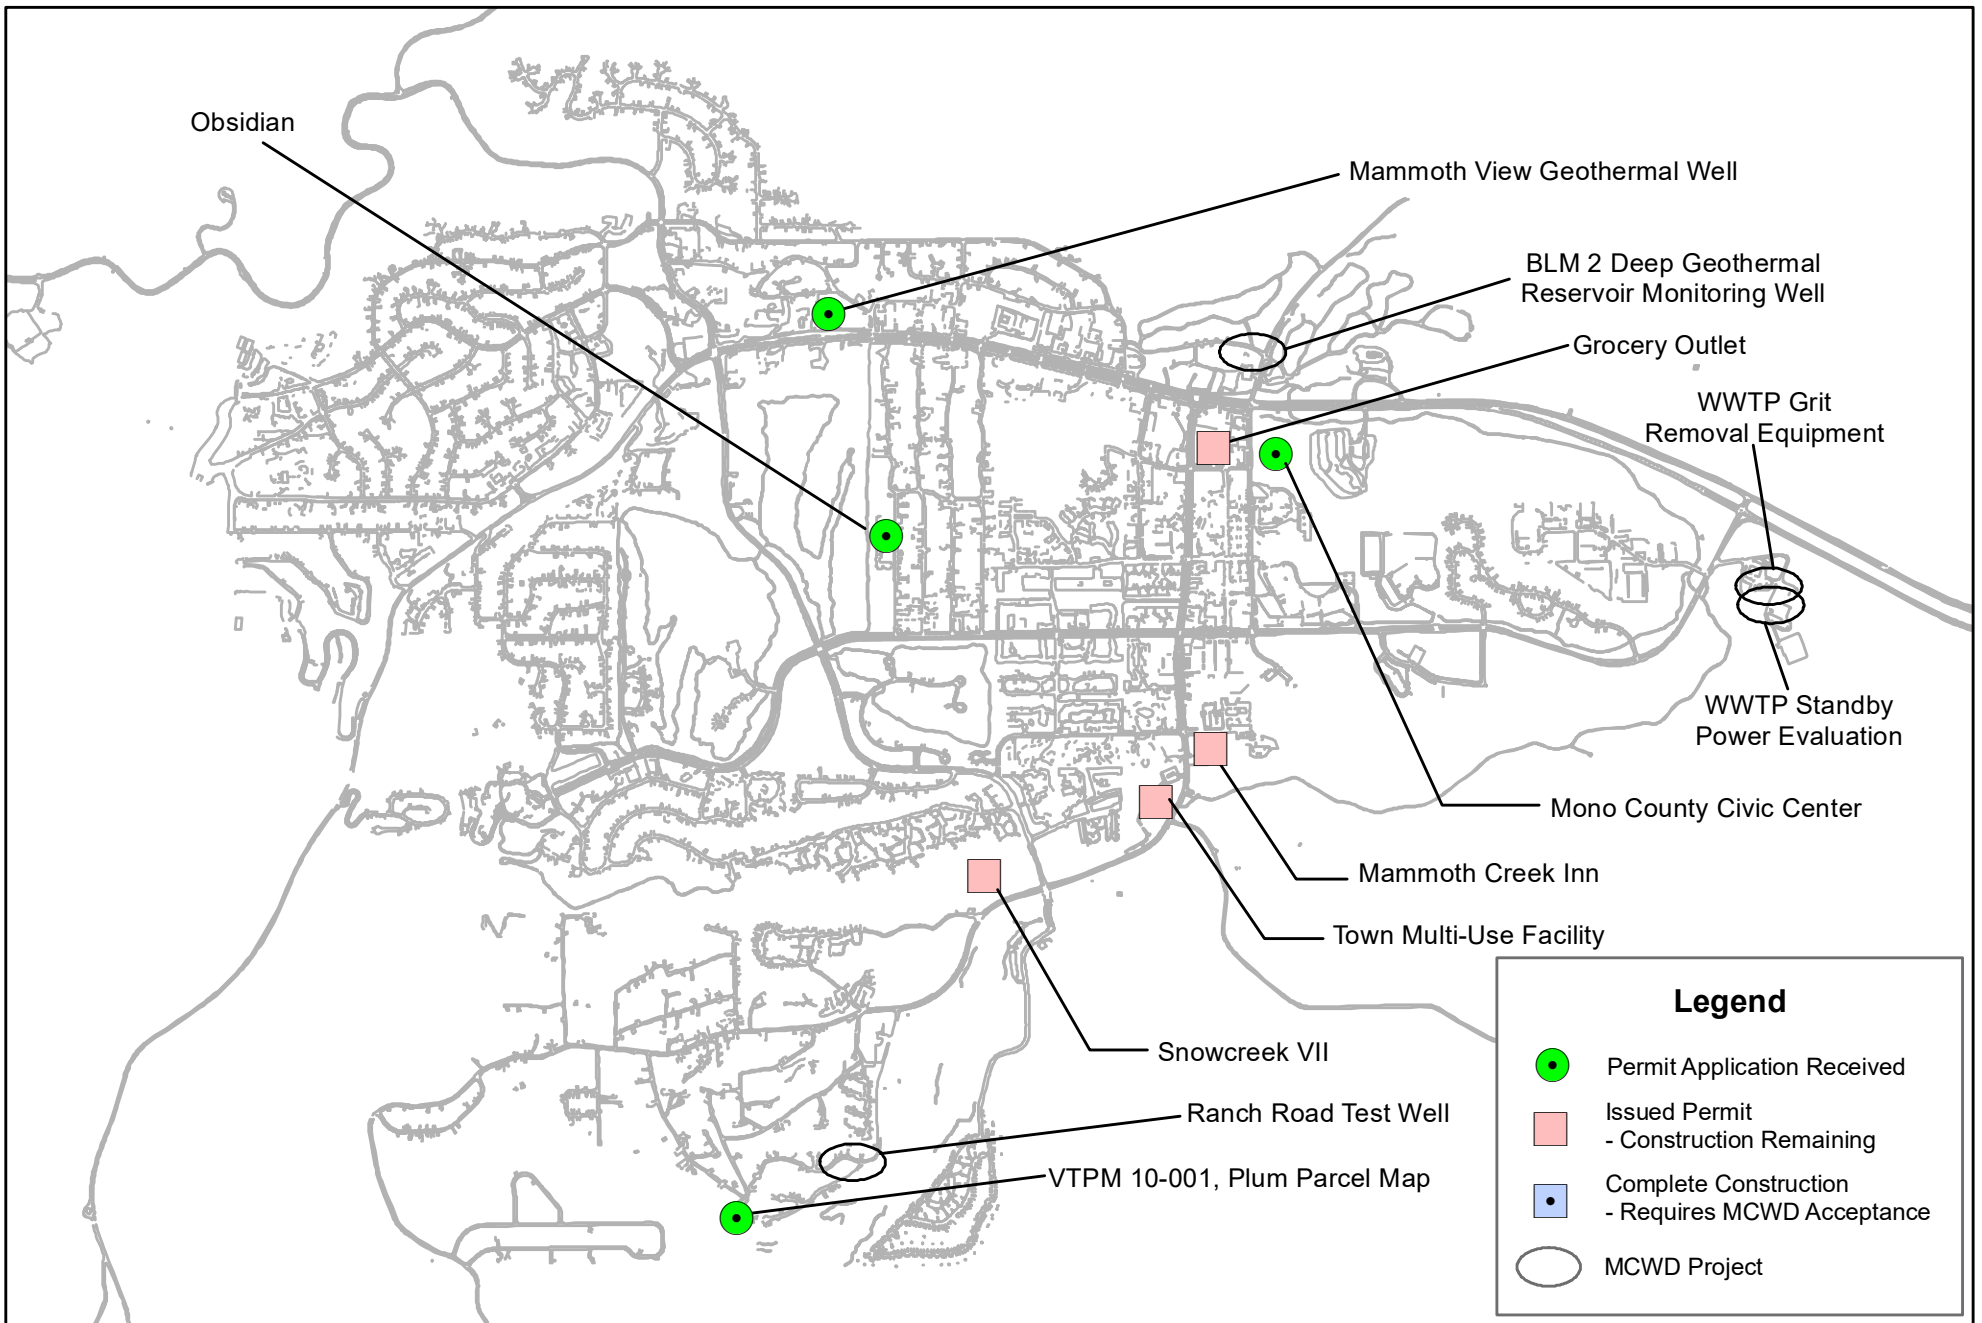 Obsidian
Mammoth View Geothermal Well
BLM 2 Deep Geothermal
Reservoir Monitoring Well
Grocery Outlet
WWTP Grit
Removal Equipment
WWTP Standby
Power Evaluation
Mono County Civic Center
Mammoth Creek Inn
Town Multi-Use Facility
Snowcreek VII
Ranch Road Test Well
VTPM 10-001, Plum Parcel Map
Legend
Permit Application Received
Issued Permit
- Construction Remaining
Complete Construction
- Requires MCWD Acceptance
MCWD Project